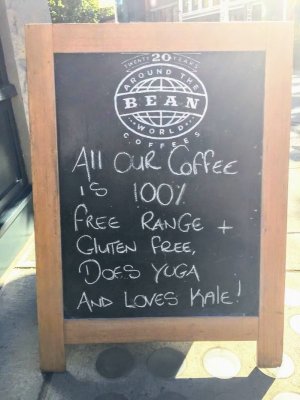 TWENTY 20 YEARS
AROUND THE
BEAN
WORLD
COFFEES
All OUR COFFEE
is 100%
FREE RANGE +
GLUTEN FREE,
DOES YUGA
AND LOVES KALE!